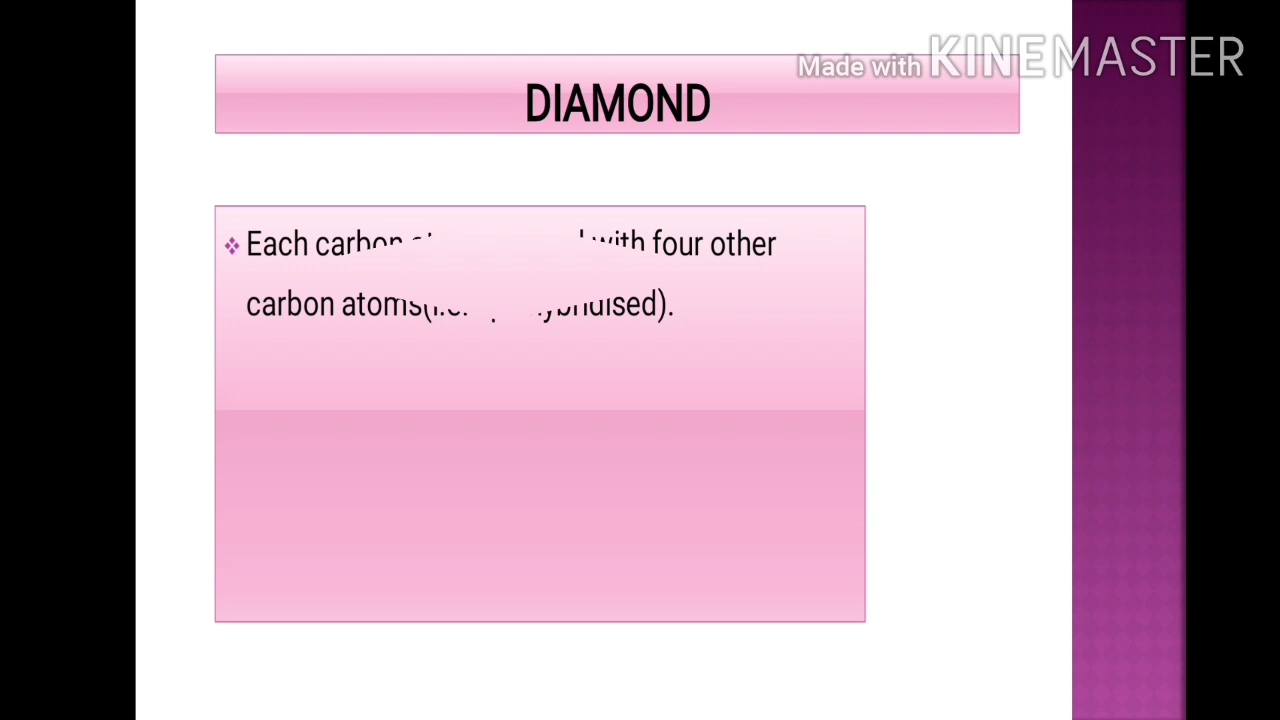 Made with KINEMASTER
DIAMOND
Each carbon with four other
carbon atoms(i.e. hybridised).